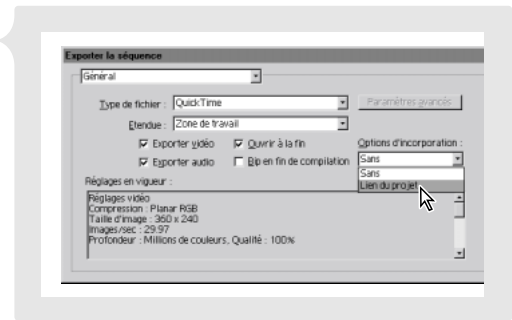 Exporter la séquence
Général
Type de fichier : QuickTime
Paramètres avancés
Etendue : Zone de travail
Exporter vidéo
Ouvrir à la fin
Options d'incorporation :
Exporter audio
Bip en fin de compilation
Sans
Sans
Lien du projet
Réglages en vigueur :
Réglages vidéo
Compression : Planar RGB
Taille d'image : 360 x 240
Images/sec : 29.97
Profondeur : Millions de couleurs, Qualité : 100%